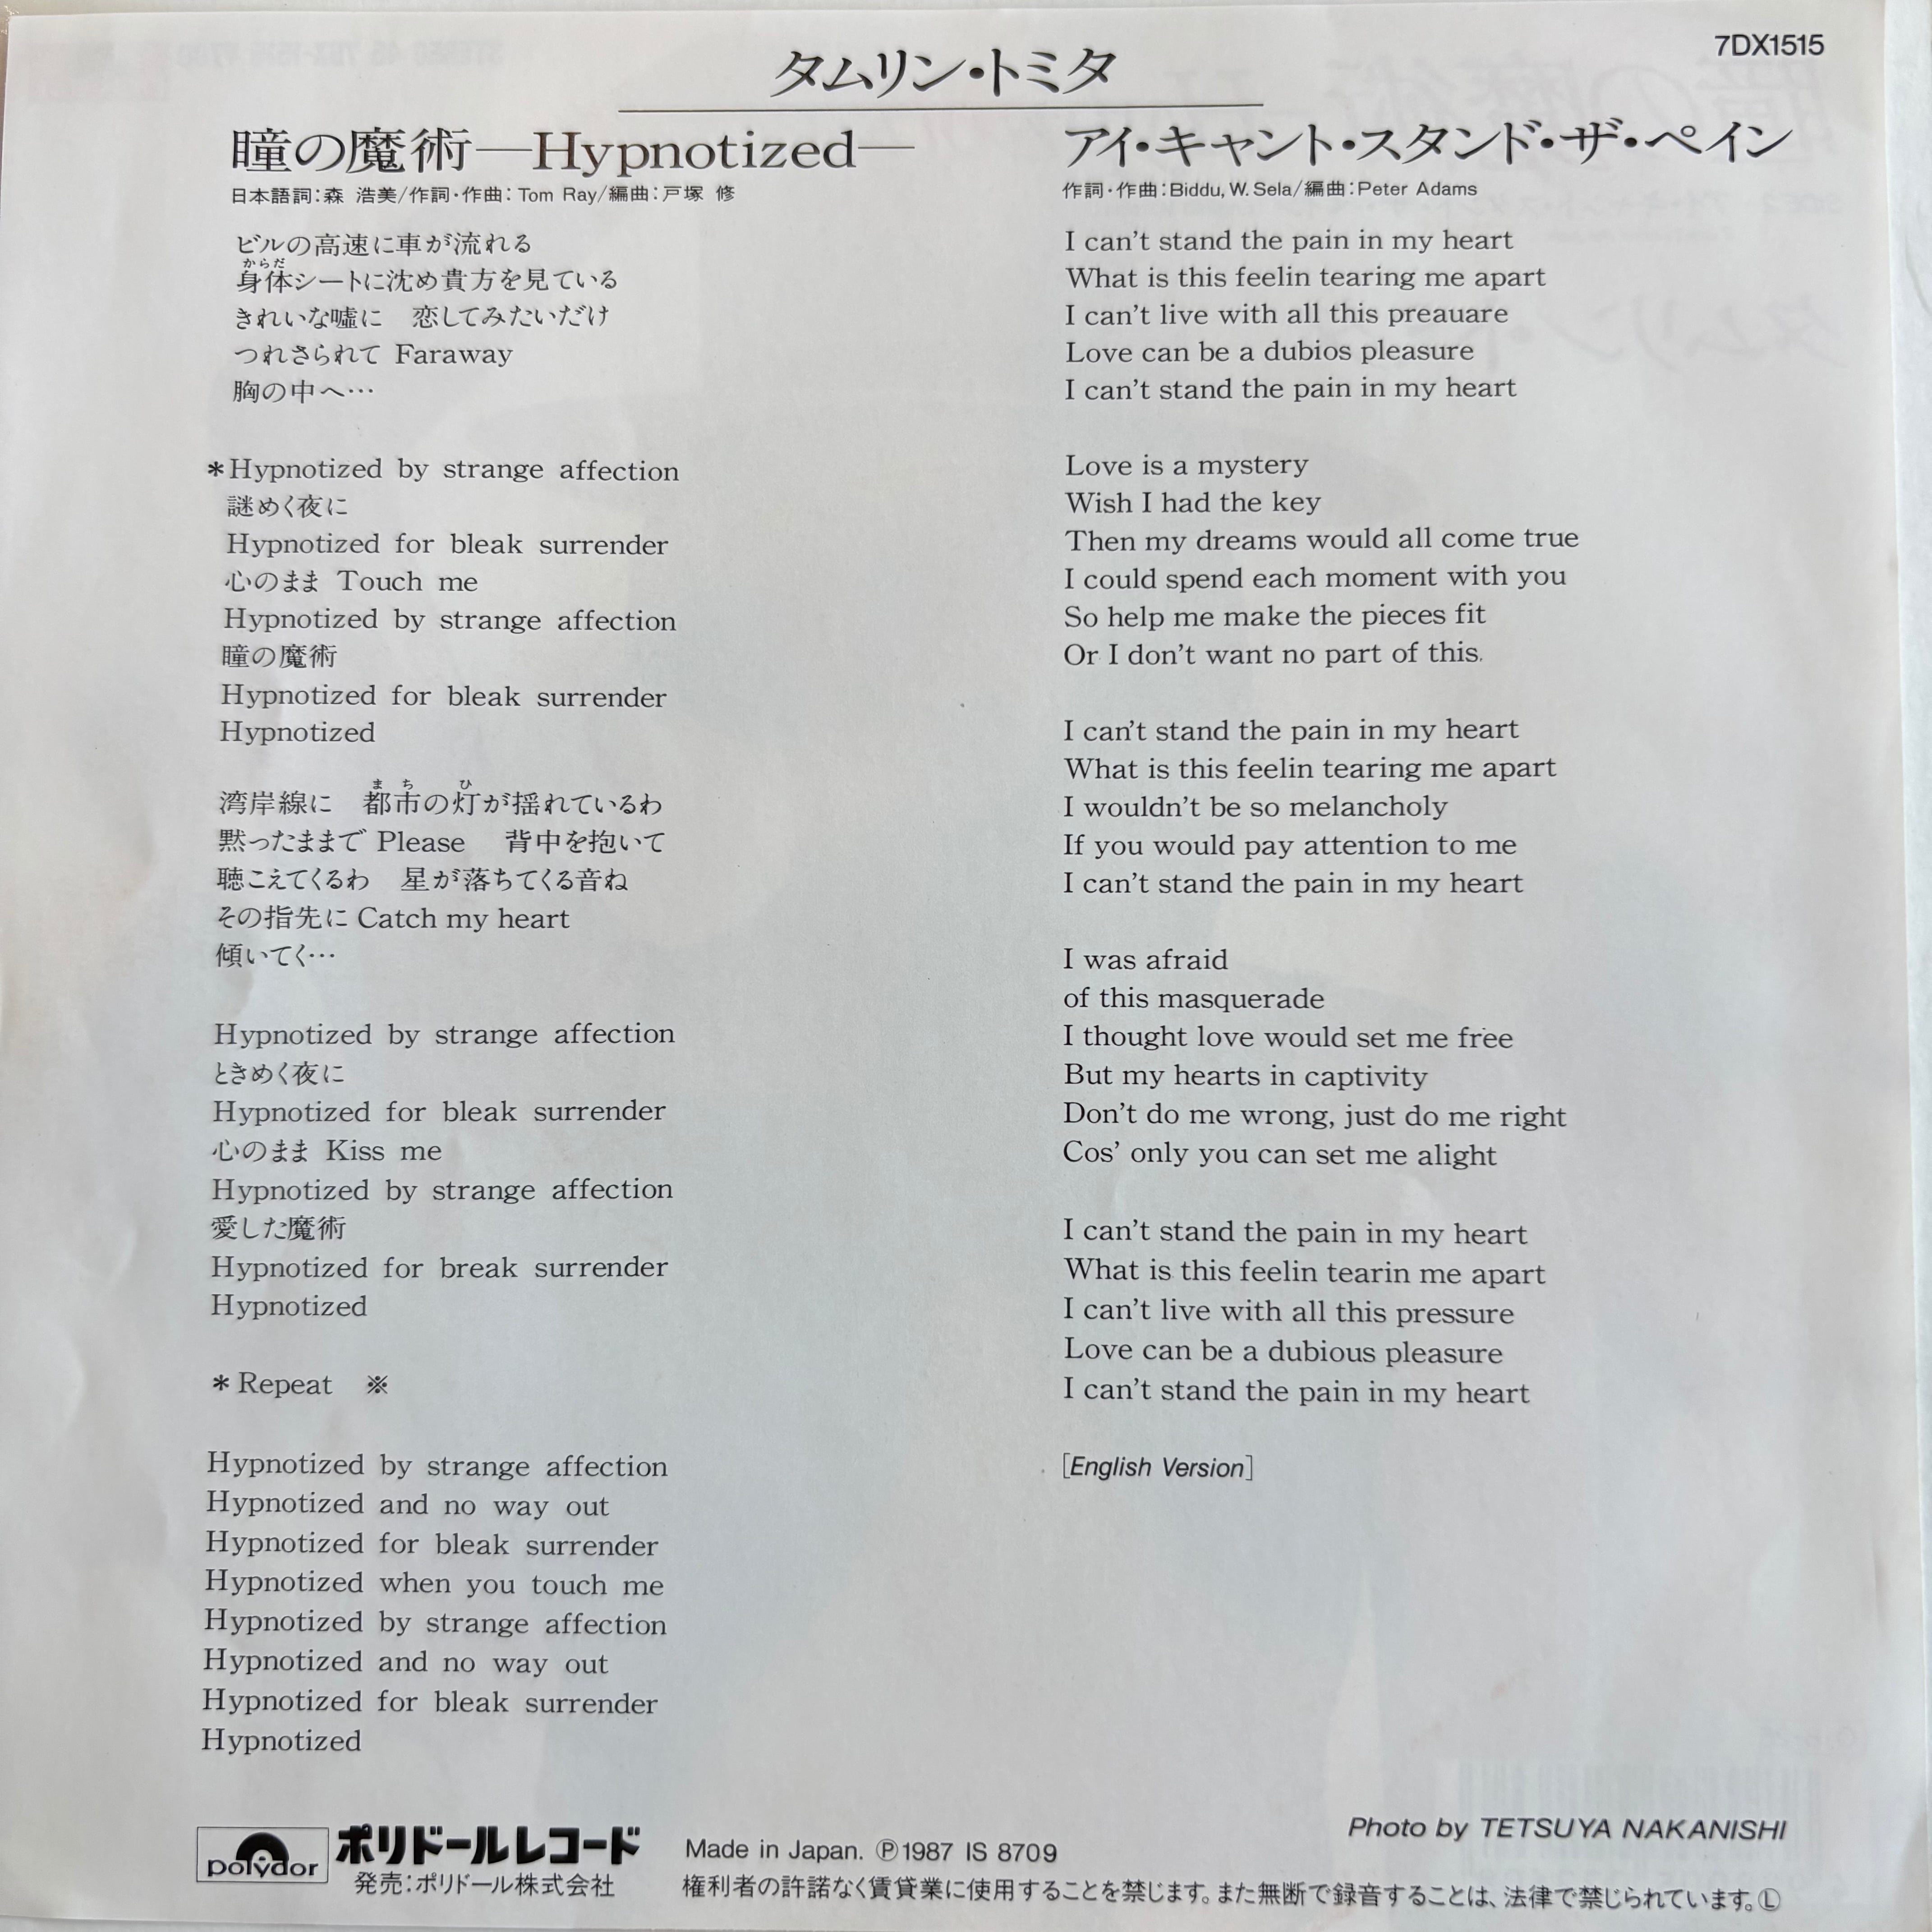 7DX1515
タムリン・トミタ
瞳の魔術—Hypnotized—
日本語詞：森 浩美/作詞・作曲：Tom Ray/編曲：戸塚 修
ビルの高速に車が流れる
からだ
身体シートに沈め貴方を見ている
きれいな嘘に　恋してみたいだけ
つれさられて Faraway
胸の中へ…
＊Hypnotized by strange affection
謎めく夜に
Hypnotized for bleak surrender
心のまま Touch me
Hypnotized by strange affection
瞳の魔術
Hypnotized for bleak surrender
Hypnotized
まち　ひ
湾岸線に　都市の灯が揺れているわ
黙ったままで Please　背中を抱いて
聴こえてくるわ　星が落ちてくる音ね
その指先に Catch my heart
傾いてく…
Hypnotized by strange affection
ときめく夜に
Hypnotized for bleak surrender
心のまま Kiss me
Hypnotized by strange affection
愛した魔術
Hypnotized for break surrender
Hypnotized
＊Repeat　※
Hypnotized by strange affection
Hypnotized and no way out
Hypnotized for bleak surrender
Hypnotized when you touch me
Hypnotized by strange affection
Hypnotized and no way out
Hypnotized for bleak surrender
Hypnotized
アイ・キャント・スタンド・ザ・ペイン
作詞・作曲：Biddu, W. Sela/編曲：Peter Adams
I can't stand the pain in my heart
What is this feelin tearing me apart
I can't live with all this preauare
Love can be a dubios pleasure
I can't stand the pain in my heart
Love is a mystery
Wish I had the key
Then my dreams would all come true
I could spend each moment with you
So help me make the pieces fit
Or I don't want no part of this.
I can't stand the pain in my heart
What is this feelin tearing me apart
I wouldn't be so melancholy
If you would pay attention to me
I can't stand the pain in my heart
I was afraid
of this masquerade
I thought love would set me free
But my hearts in captivity
Don't do me wrong, just do me right
Cos' only you can set me alight
I can't stand the pain in my heart
What is this feelin tearin me apart
I can't live with all this pressure
Love can be a dubious pleasure
I can't stand the pain in my heart
[English Version]
Photo by TETSUYA NAKANISHI
polydor
ポリドールレコード
発売：ポリドール株式会社
Made in Japan. Ⓟ1987 IS 8709
権利者の許諾なく賃貸業に使用することを禁じます。また無断で録音することは、法律で禁じられています。Ⓛ